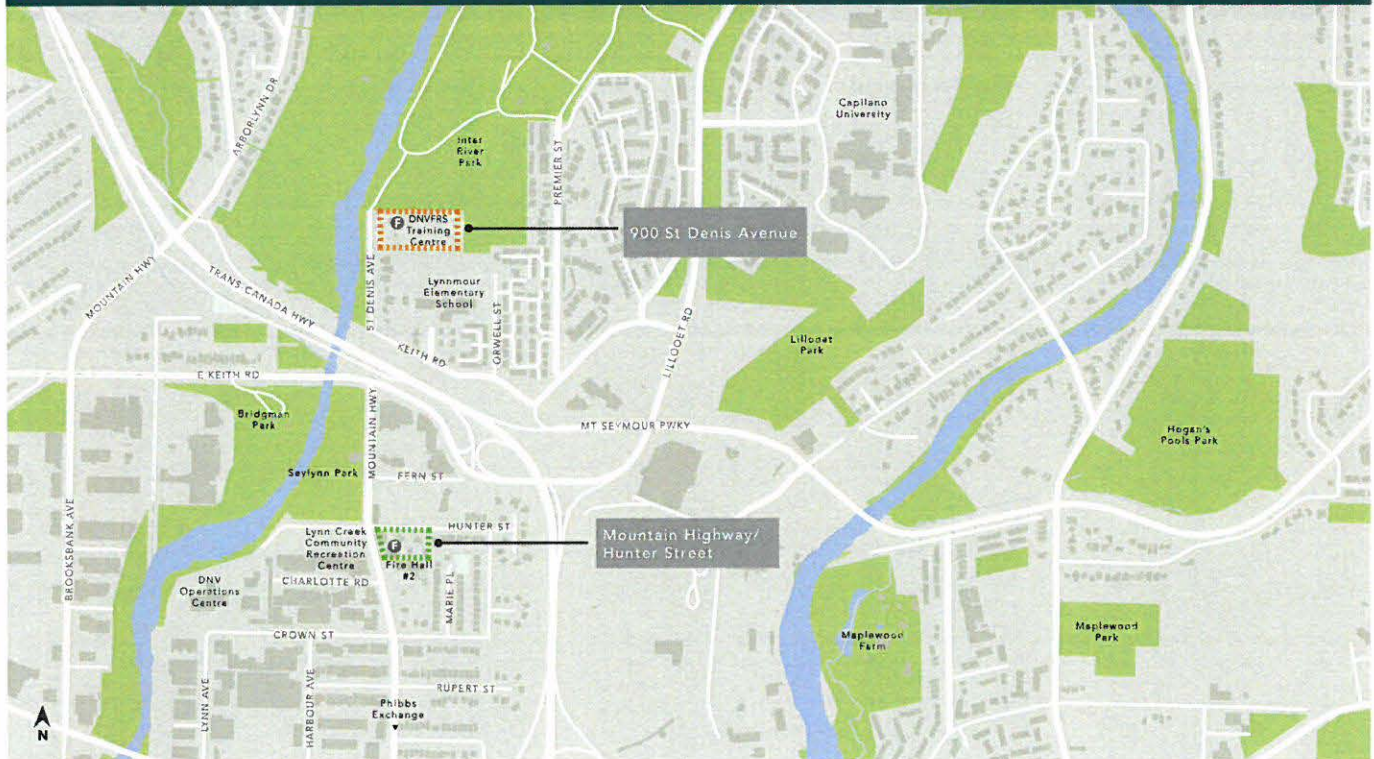 ARBORLYNN DR
Capilano
University
Inter
River
Park
PREMIER ST
F
DNVFRS
Training
Centre
900 St Denis Avenue
MOUNTAIN HWY
TRANS CANADA HWY
ST DENIS AVE
Lynnmour
Elementary
School
ORWELL ST
KEITH RD
LILLOOET RD
Lillooet
Park
E KEITH RD
Bridgman
Park
MOUNTAIN HWY
MT SEYMOUR PWKY
Hogan's
Pools Park
Seylynn Park
FERN ST
BROOKSBANK AVE
Lynn Creek
Community
Recreation
Centre
HUNTER ST
F
Fire Hall
#2
Mountain Highway/
Hunter Street
CHARLOTTE RD
DNV
Operations
Centre
MARIE PL
CROWN ST
Maplewood
Farm
Maplewood
Park
LYNN AVE
HARBOUR AVE
RUPERT ST
Phibbs
Exchange
N